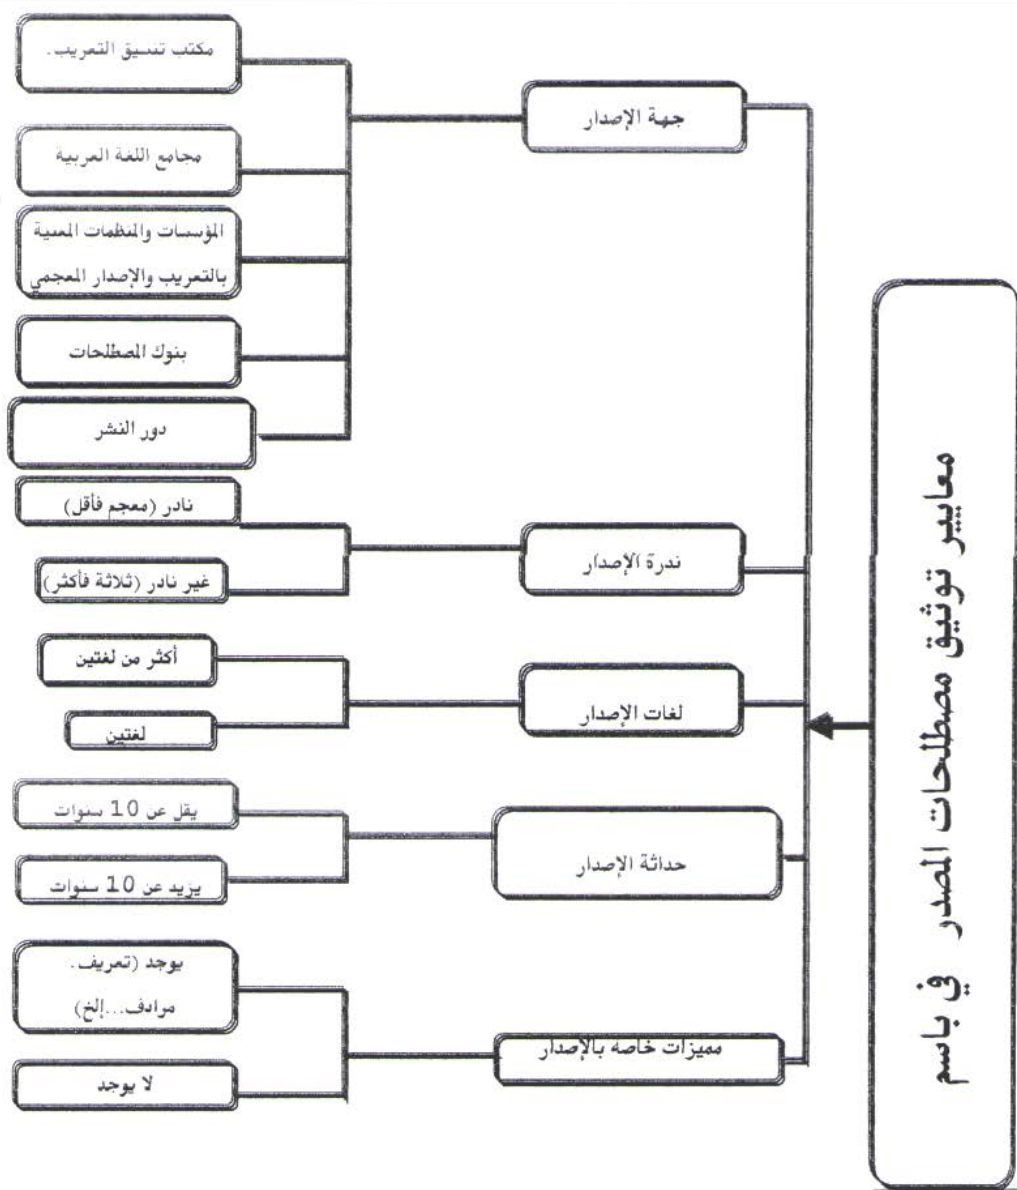 معايير توثيق مصطلحات المصدر في باسم
جهة الإصدار
مكتب تنسيق التعريب.
مجامع اللغة العربية
المؤسسات والمنظمات المعنية
بالتعريب والإصدار المعجمي
بنوك المصطلحات
دور النشر
ندرة الإصدار
نادر (معجم فأقل)
غير نادر (ثلاثة فأكثر)
لغات الإصدار
أكثر من لغتين
لغتين
حداثة الإصدار
يقل عن 10 سنوات
يزيد عن 10 سنوات
مميزات خاصه بالإصدار
يوجد (تعريف.
مرادف...إلخ)
لا يوجد